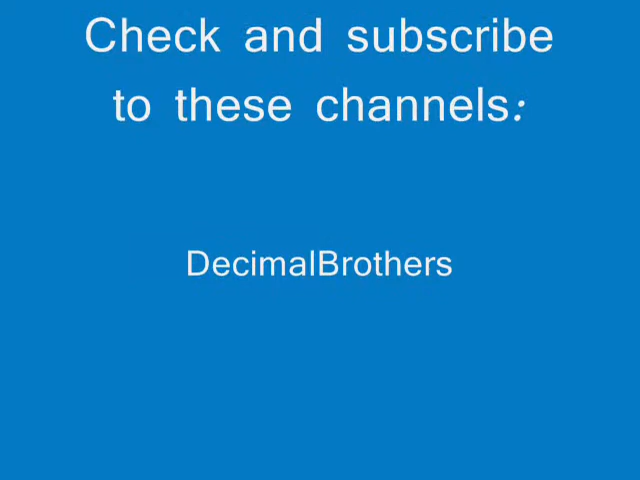 Check and subscribe
to these channels:
DecimalBrothers